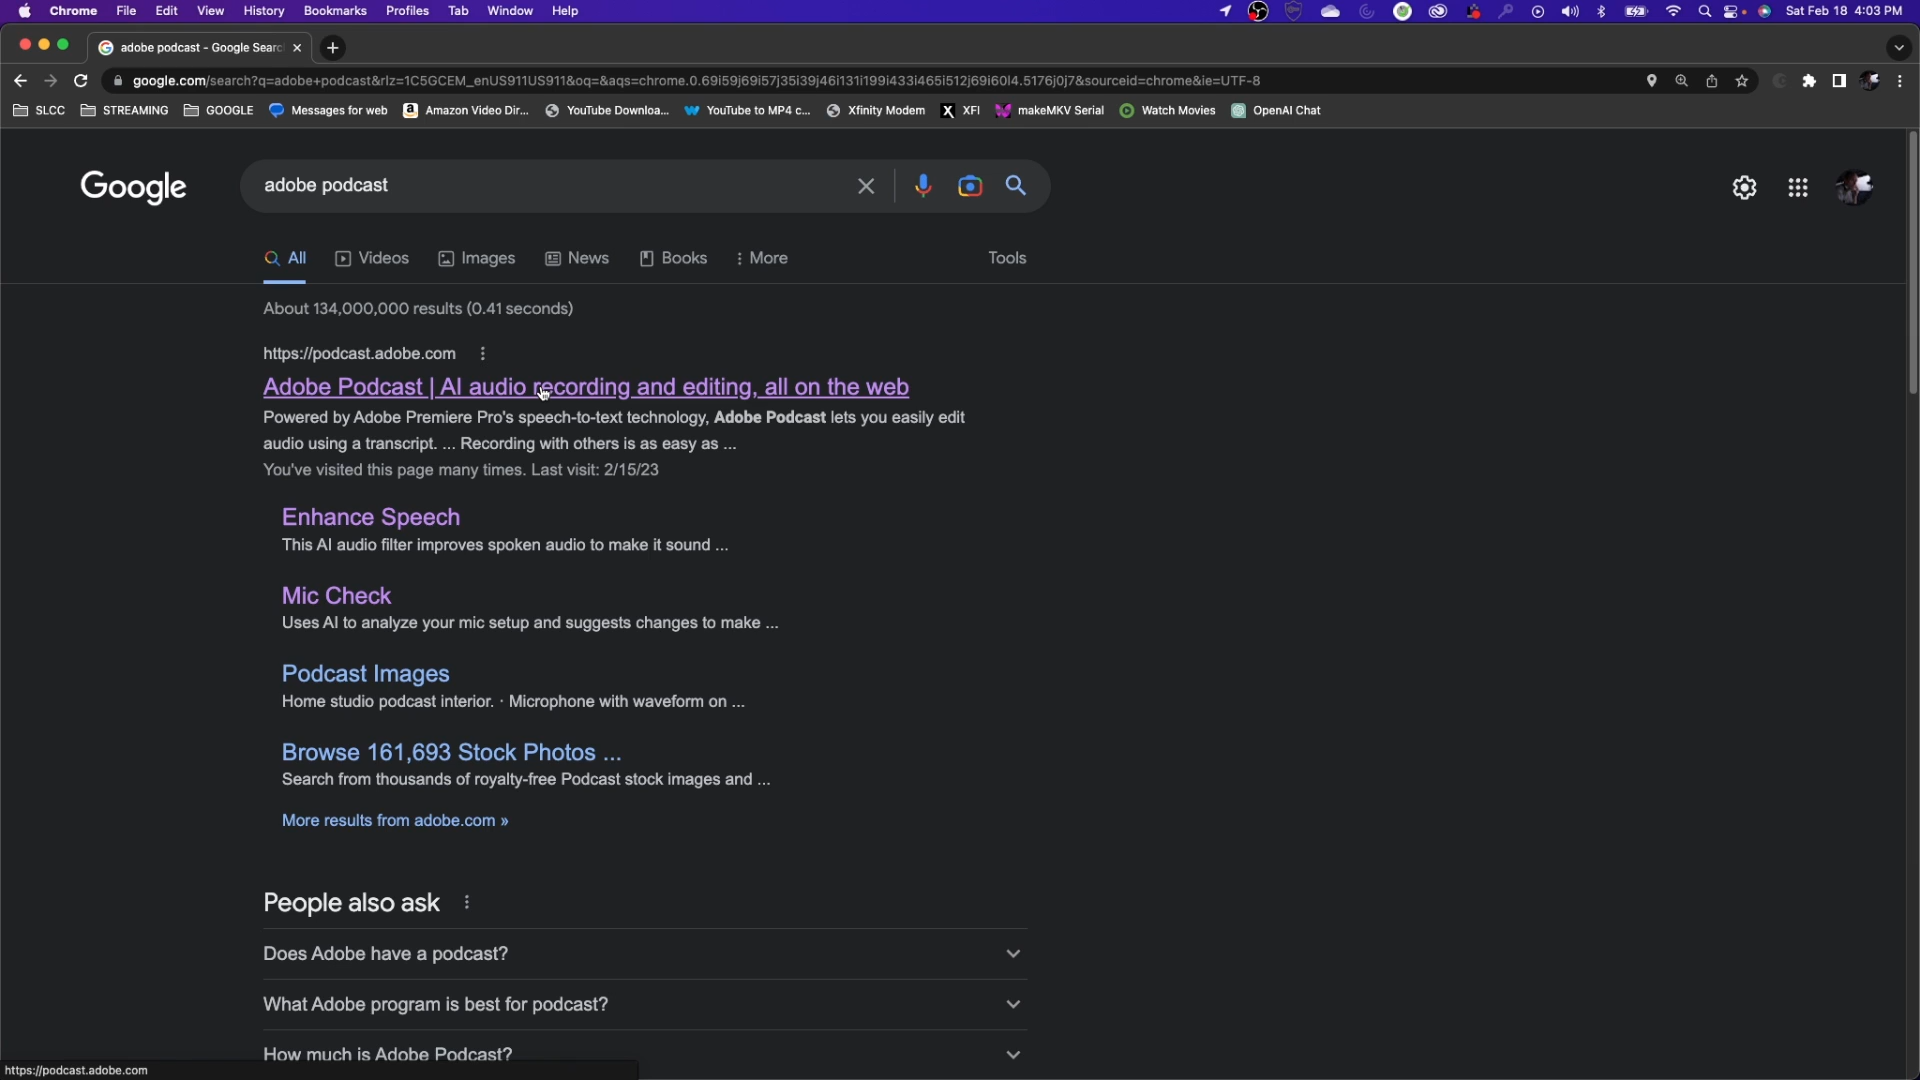 Chrome File Edit View History Bookmarks Profiles Tab Window Help Sat Feb 18 4:03 PM
adobe podcast - Google Searc
google.com/search?q=adobe+podcast&rlz=1C5GCEM_enUS911US911&oq=&aqs=chrome.0.69i59j69i57j35i39j46i131i199i433i465i512j69i60l4.5176j0j7&sourceid=chrome&ie=UTF-8
SLCC STREAMING GOOGLE Messages for web Amazon Video Dir... YouTube Downloa... YouTube to MP4 c... Xfinity Modem XFI makeMKV Serial Watch Movies OpenAI Chat
Google
adobe podcast
All Videos Images News Books More Tools
About 134,000,000 results (0.41 seconds)
https://podcast.adobe.com
Adobe Podcast | AI audio recording and editing, all on the web
Powered by Adobe Premiere Pro's speech-to-text technology, Adobe Podcast lets you easily edit
audio using a transcript. ... Recording with others is as easy as ...
You've visited this page many times. Last visit: 2/15/23
Enhance Speech
This AI audio filter improves spoken audio to make it sound ...
Mic Check
Uses AI to analyze your mic setup and suggests changes to make ...
Podcast Images
Home studio podcast interior. · Microphone with waveform on ...
Browse 161,693 Stock Photos ...
Search from thousands of royalty-free Podcast stock images and ...
More results from adobe.com »
People also ask
Does Adobe have a podcast?
What Adobe program is best for podcast?
How much is Adobe Podcast?
https://podcast.adobe.com